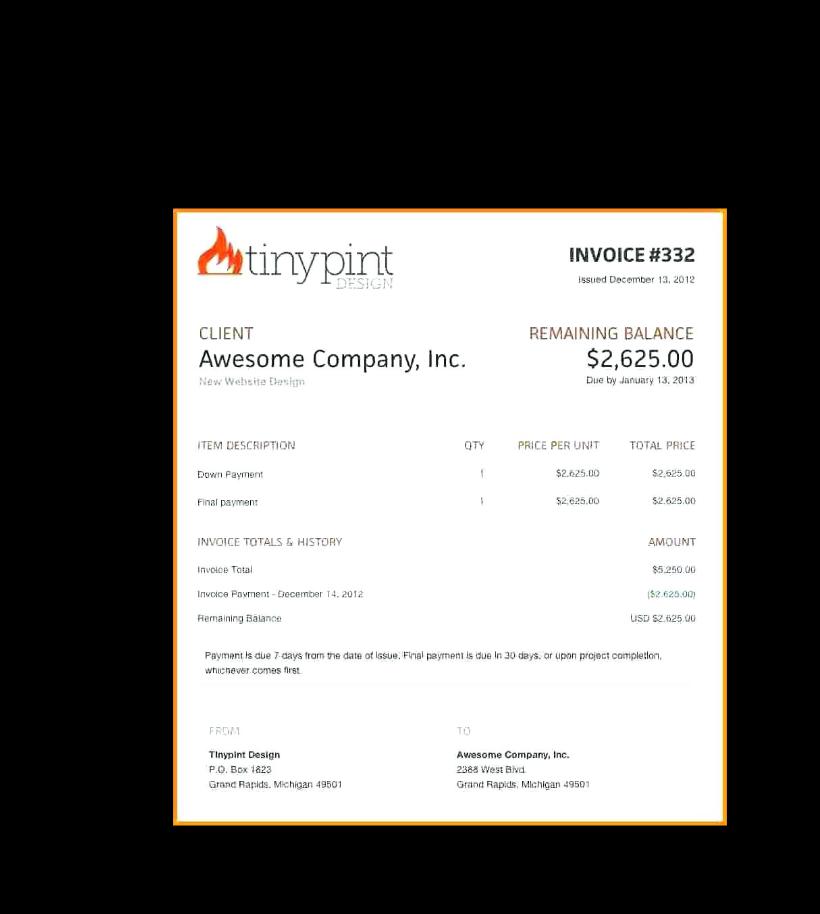 tinypint
DESIGN
INVOICE #332
Issued December 13, 2012
CLIENT
Awesome Company, Inc.
New Website Design
REMAINING BALANCE
$2,625.00
Due by January 13, 2013
ITEM DESCRIPTION QTY PRICE PER UNIT TOTAL PRICE
Down Payment 1 $2,625.00 $2,625.00
Final payment 1 $2,625.00 $2,625.00
INVOICE TOTALS & HISTORY AMOUNT
Invoice Total $5,250.00
Invoice Payment - December 14, 2012 ($2,625.00)
Remaining Balance USD $2,625.00
Payment is due 7 days from the date of issue. Final payment is due in 30 days, or upon project completion,
whichever comes first.
FROM
Tinypint Design
P.O. Box 1823
Grand Rapids, Michigan 49501
TO
Awesome Company, Inc.
2388 West Blvd.
Grand Rapids, Michigan 49501